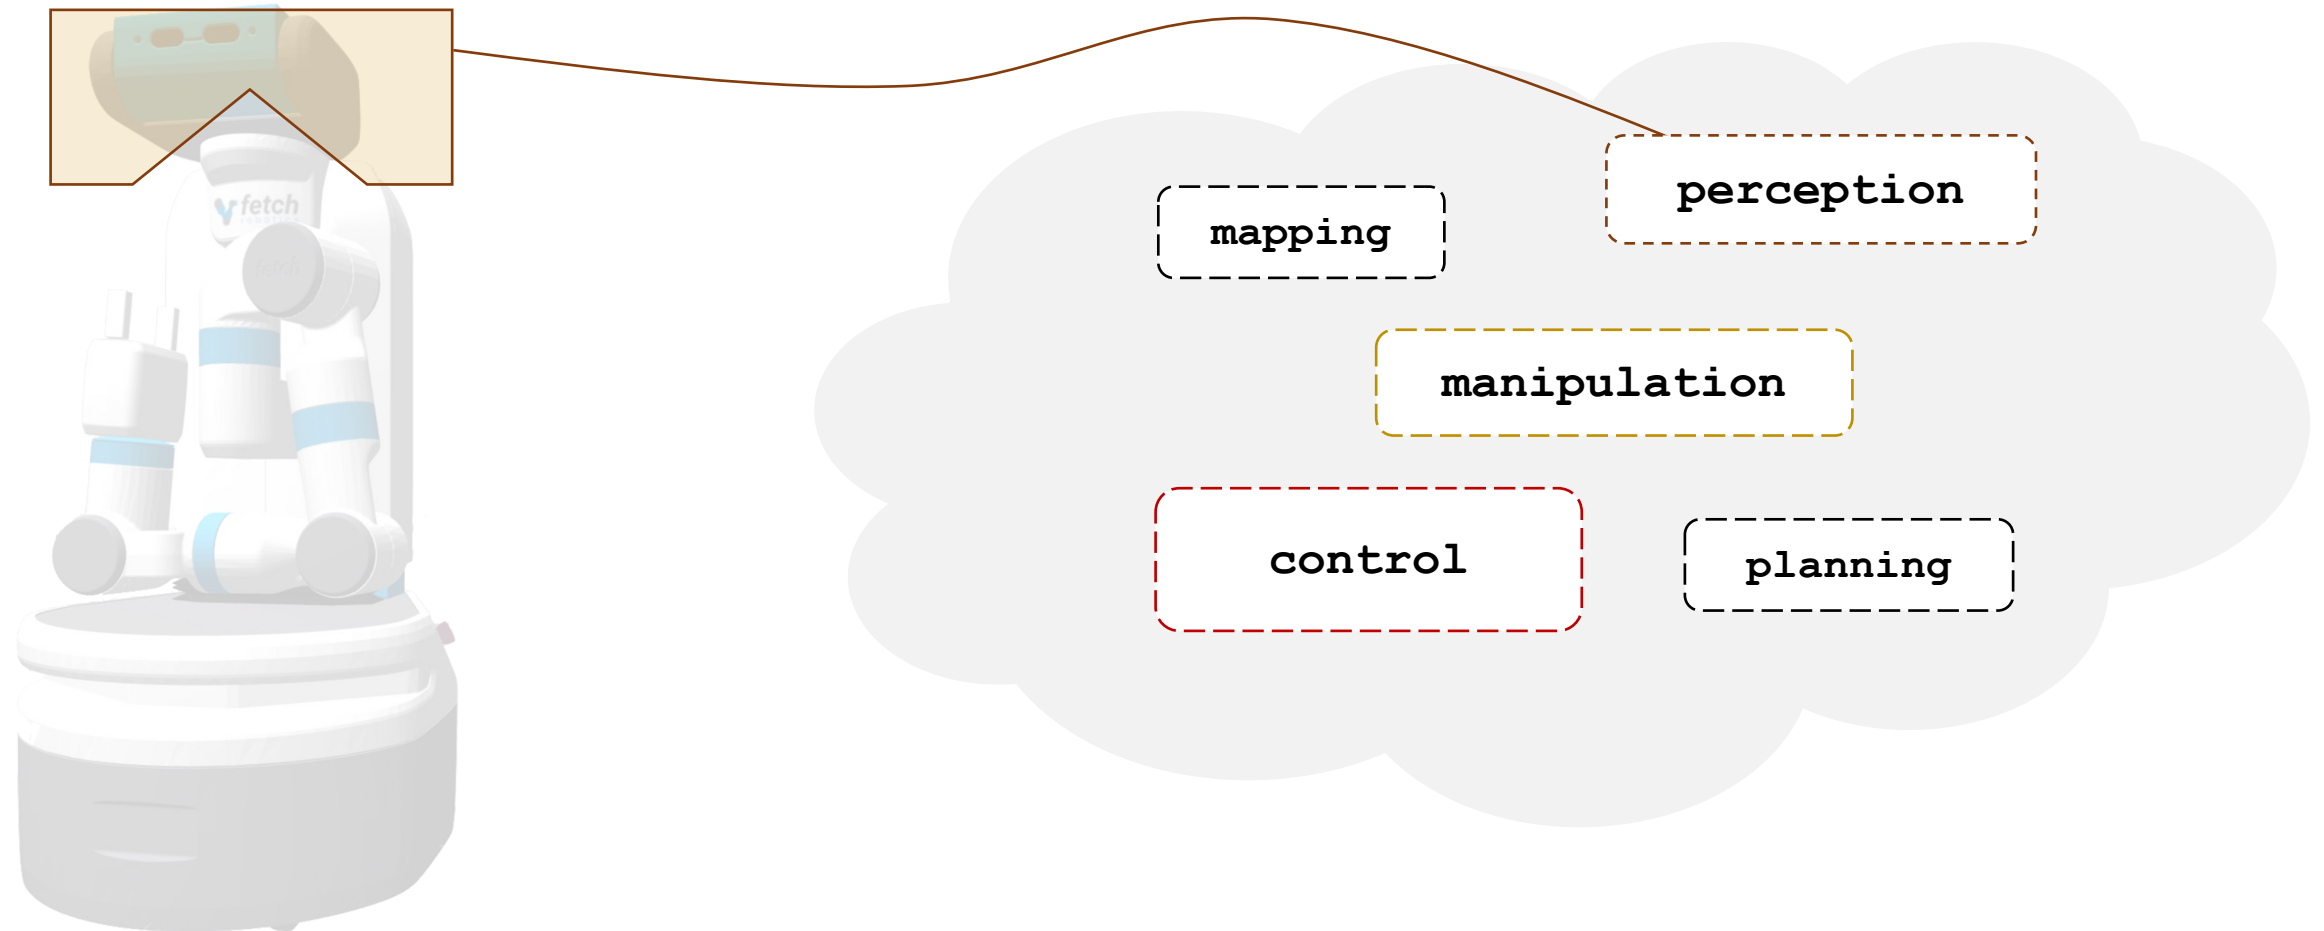 perception
mapping
fetch
manipulation
control
planning